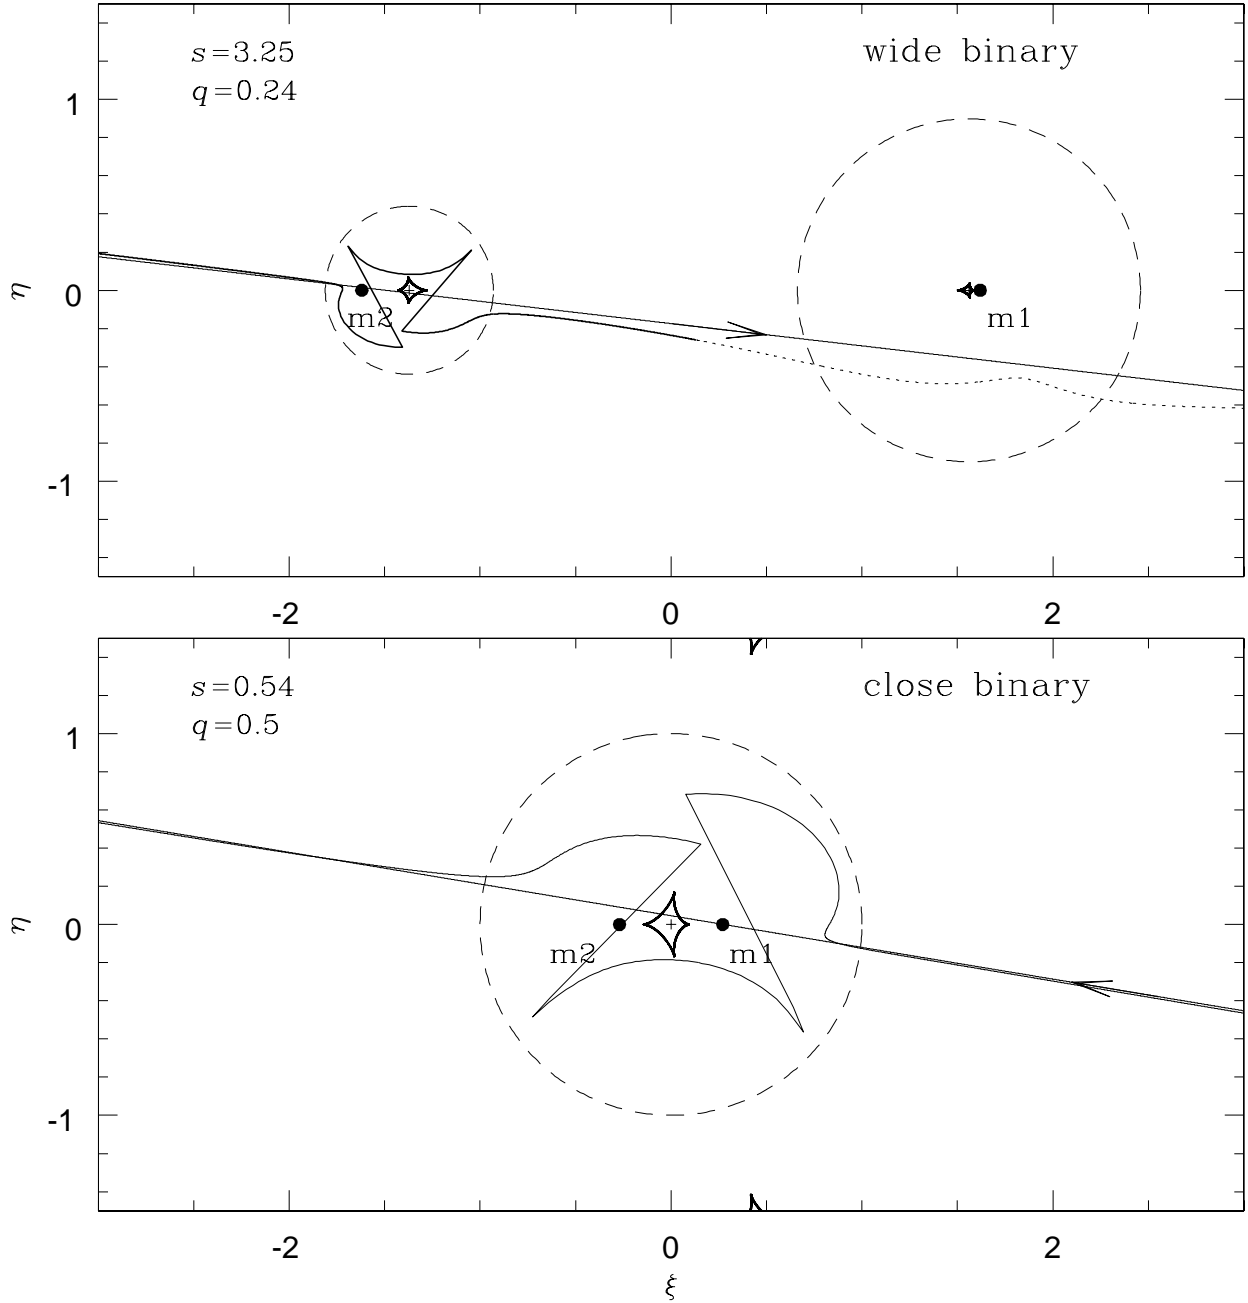 s=3.25
wide binary
q=0.24
1
0
-1
η
m2
m1
-2
0
2
s=0.54
close binary
q=0.5
1
0
-1
η
m2
m1
-2
0
2
ξ